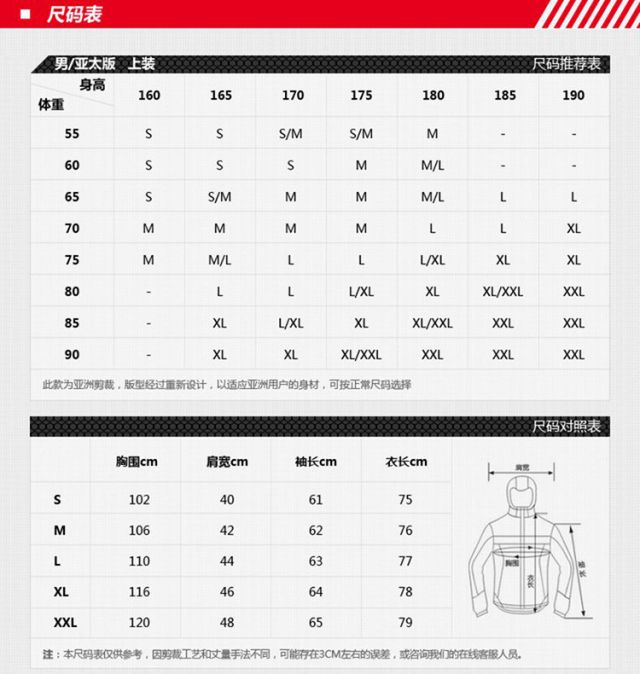 尺码表
男/亚太版 上装 尺码推荐表
身高
体重
160 165 170 175 180 185 190
55 S S S/M S/M M - -
60 S S S M M/L - -
65 S S/M M M M/L L L
70 M M M M L L XL
75 M M/L L L L/XL XL XL
80 - L L L/XL XL XL/XXL XXL
85 - XL L/XL XL XL/XXL XXL XXL
90 - XL XL XL/XXL XXL XXL XXL
此款为亚洲剪裁，版型经过重新设计，以适应亚洲用户的身材，可按正常尺码选择
尺码对照表
胸围cm 肩宽cm 袖长cm 衣长cm
S 102 40 61 75
M 106 42 62 76
L 110 44 63 77
XL 116 46 64 78
XXL 120 48 65 79
肩宽
胸围
衣长
袖长
注：本尺码表仅供参考，因剪裁工艺和丈量手法不同，可能存在3CM左右的误差，或咨询我们的在线客服人员。